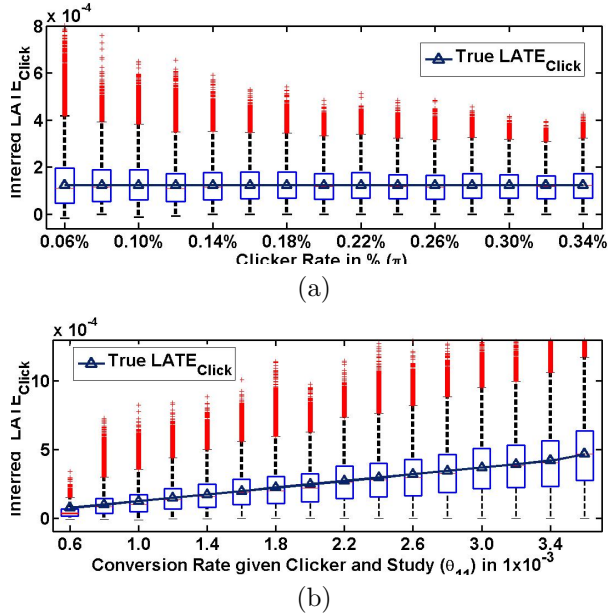 x 10⁻⁴
8
6
4
2
0
Inferred LATE_Click
True LATE_Click
0.06% 0.10% 0.14% 0.18% 0.22% 0.26% 0.30% 0.34%
Clicker Rate in % (π)
(a)
x 10⁻⁴
10
5
0
Inferred LATE_Click
True LATE_Click
0.6 1.0 1.4 1.8 2.2 2.6 3.0 3.4
Conversion Rate given Clicker and Study (θ₁₁) in 1x10⁻³
(b)